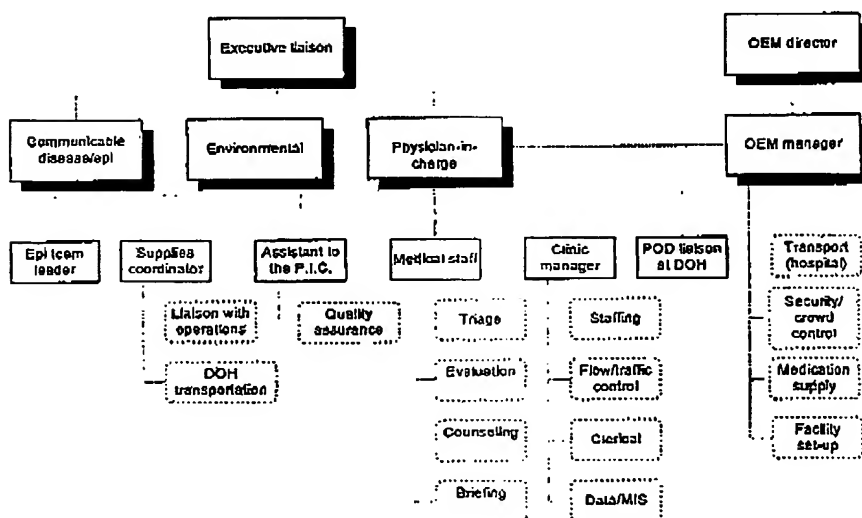 Executive liaison
OEM director
Communicable
disease/epi
Environmental
Physician-in-
charge
OEM manager
Epi team
leader
Supplies
coordinator
Assistant to
the P.I.C.
Medical staff
Clinic
manager
POD liaison
at DOH
Transport
(hospital)
Liaison with
operations
Quality
assurance
Triage
Staffing
Security/
crowd
control
DOH
transportation
Evaluation
Flow/traffic
control
Medication
supply
Counseling
Clerical
Facility
set-up
Briefing
Data/MIS